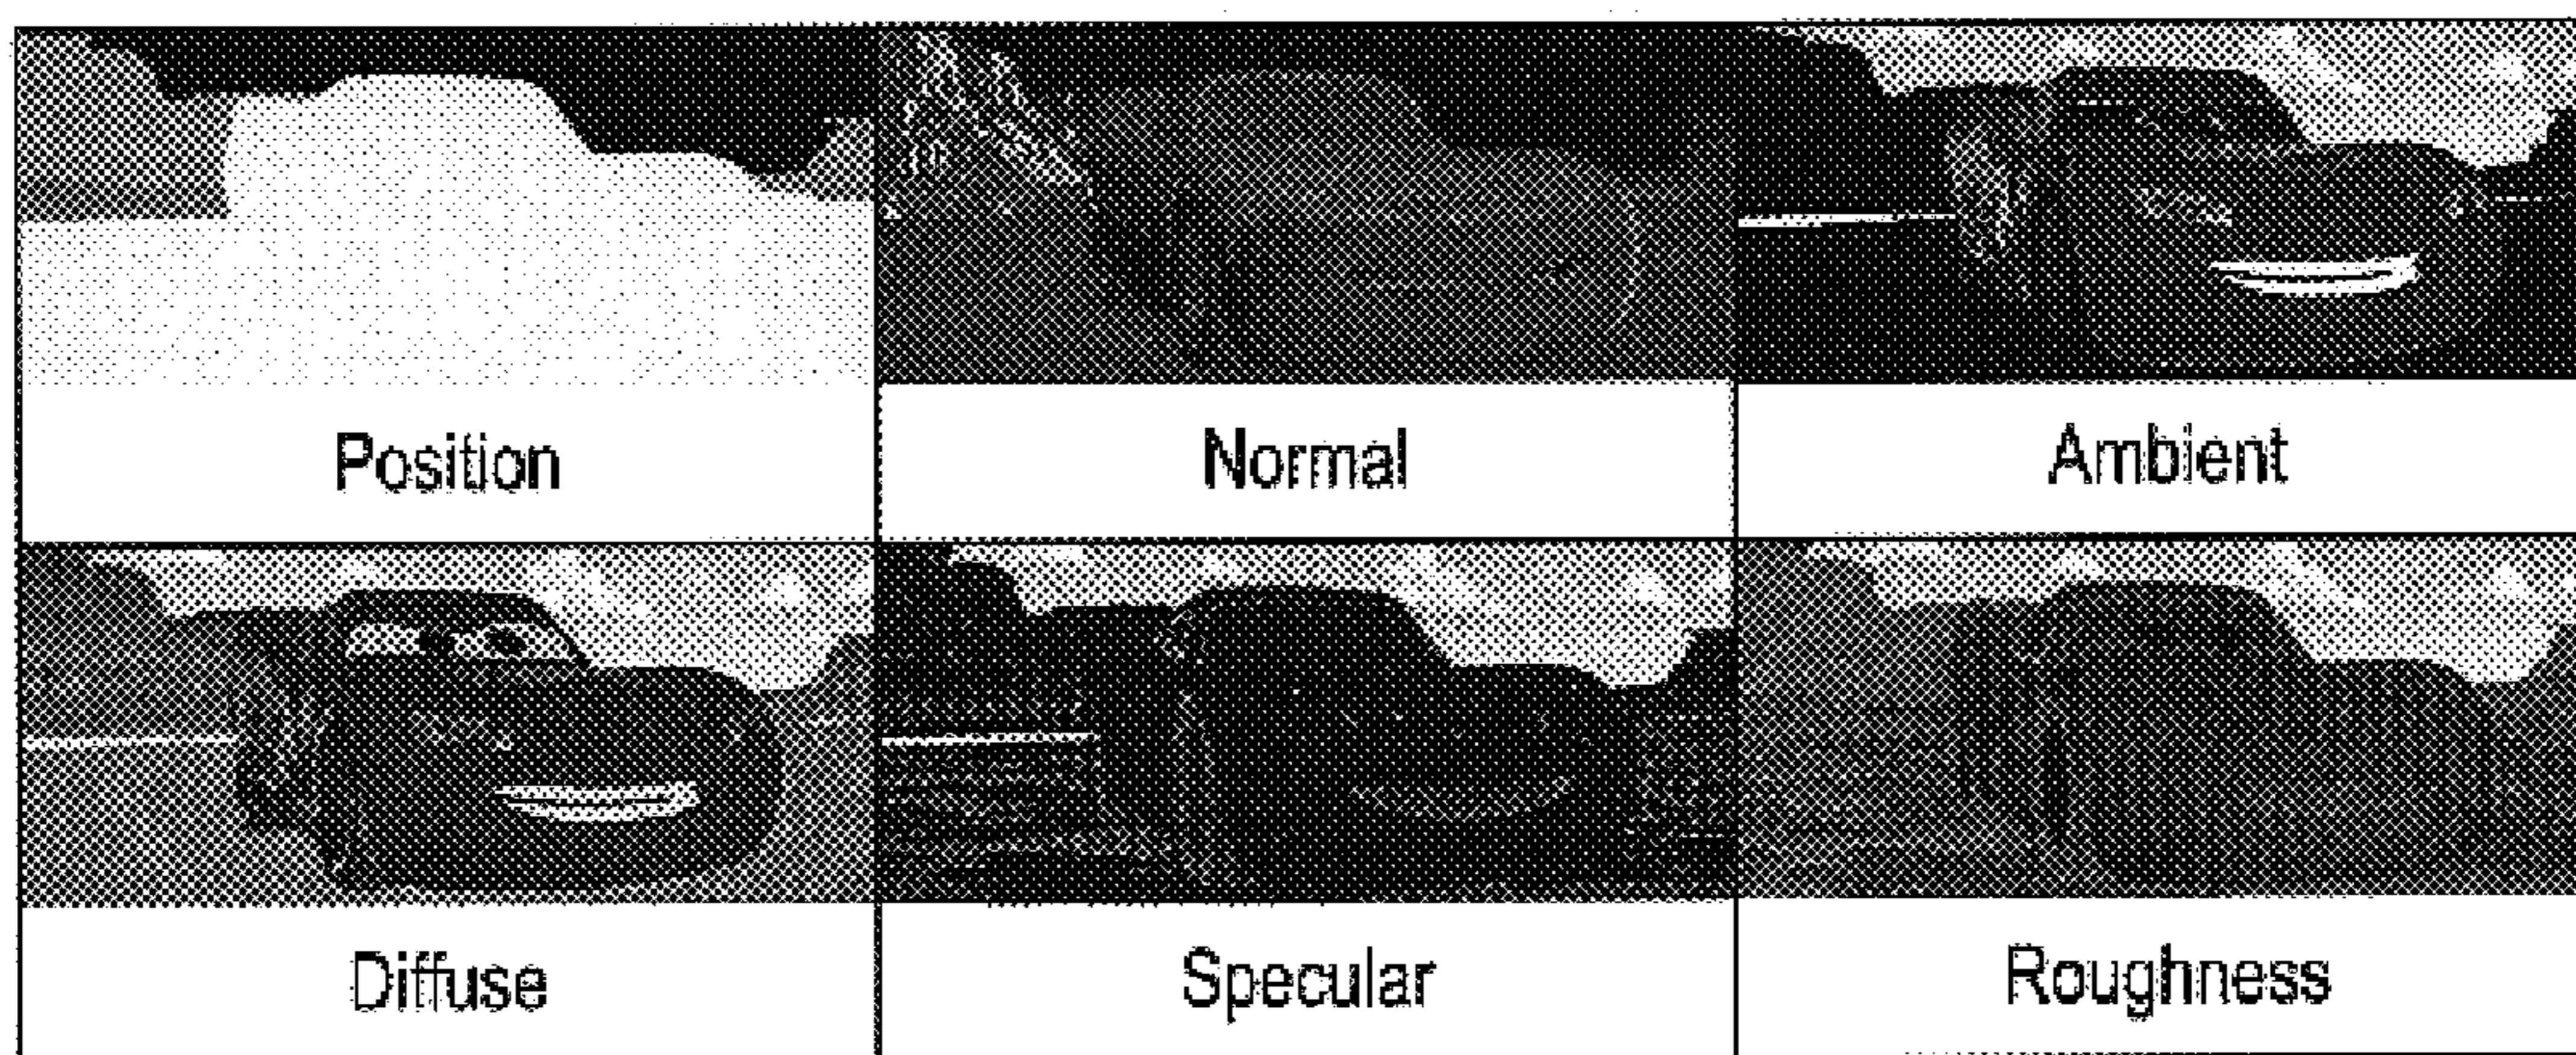 Position
Normal
Ambient
Diffuse
Specular
Roughness